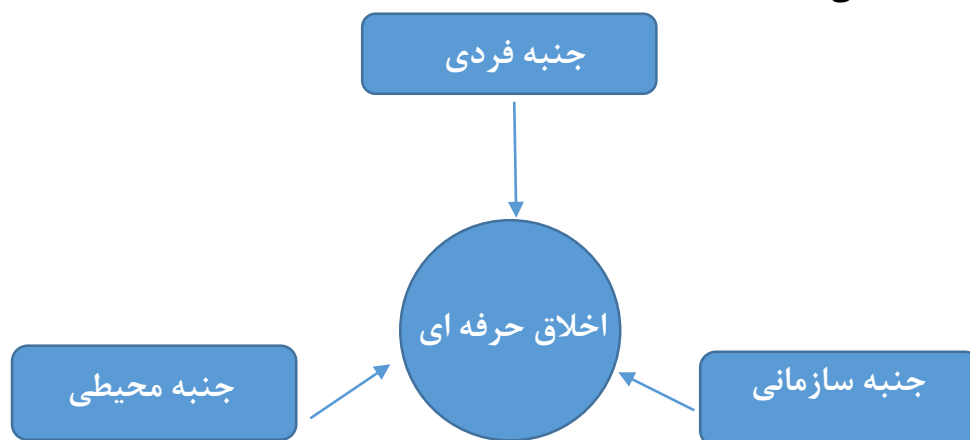 جنبه فردی
اخلاق حرفه ای
جنبه سازمانی
جنبه محیطی